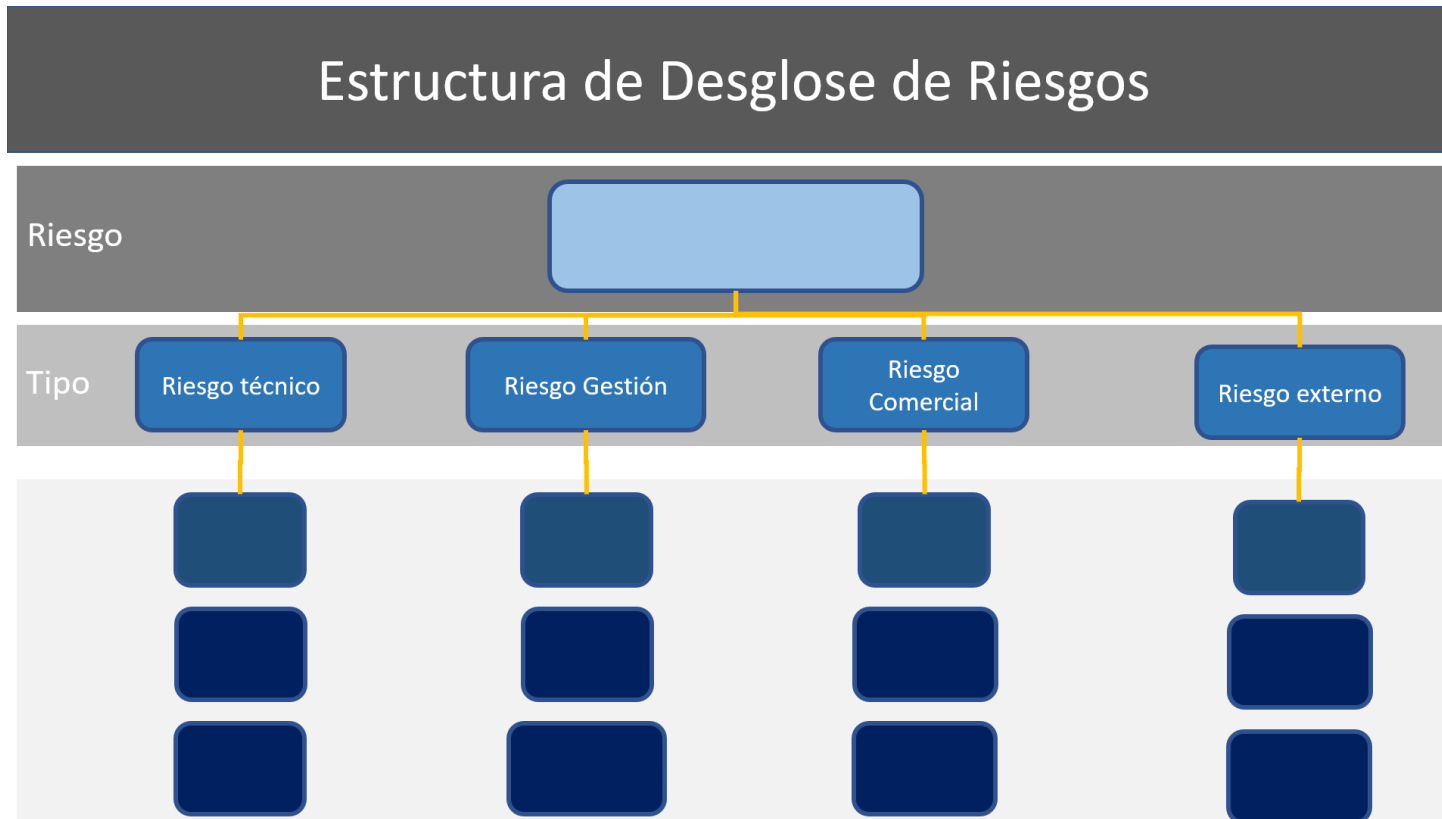 Estructura de Desglose de Riesgos
Riesgo
Tipo
Riesgo técnico
Riesgo Gestión
Riesgo
Comercial
Riesgo externo